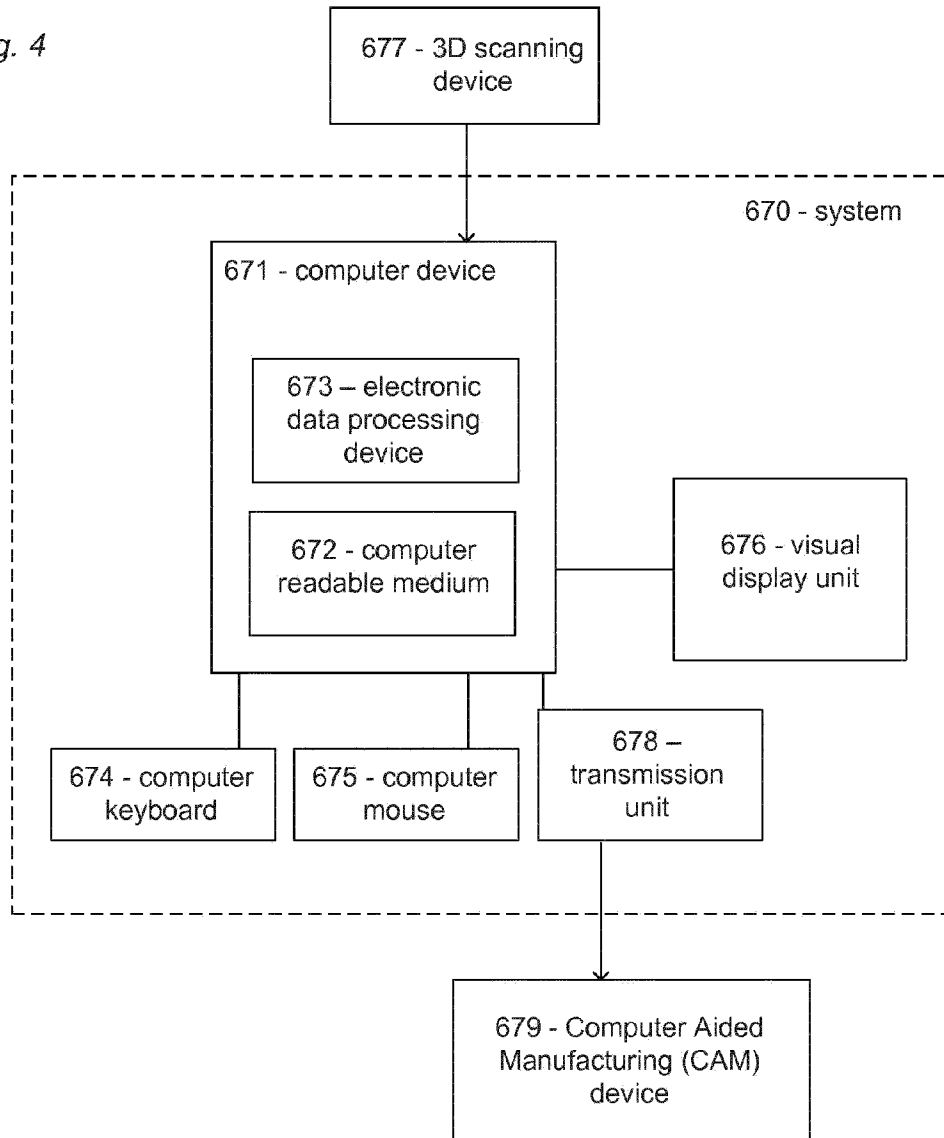 g. 4
677 - 3D scanning
device
670 - system
671 - computer device
673 – electronic
data processing
device
672 - computer
readable medium
676 - visual
display unit
674 - computer
keyboard
675 - computer
mouse
678 –
transmission
unit
679 - Computer Aided
Manufacturing (CAM)
device